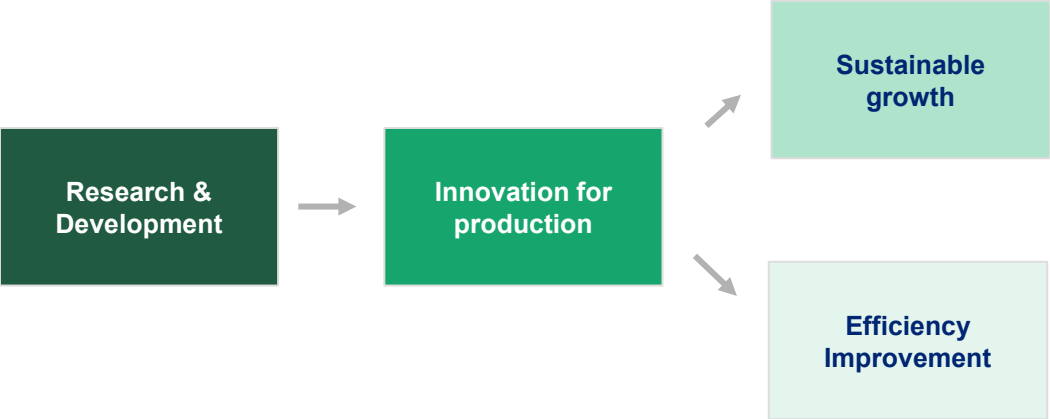 Research &
Development
Innovation for
production
Sustainable
growth
Efficiency
Improvement